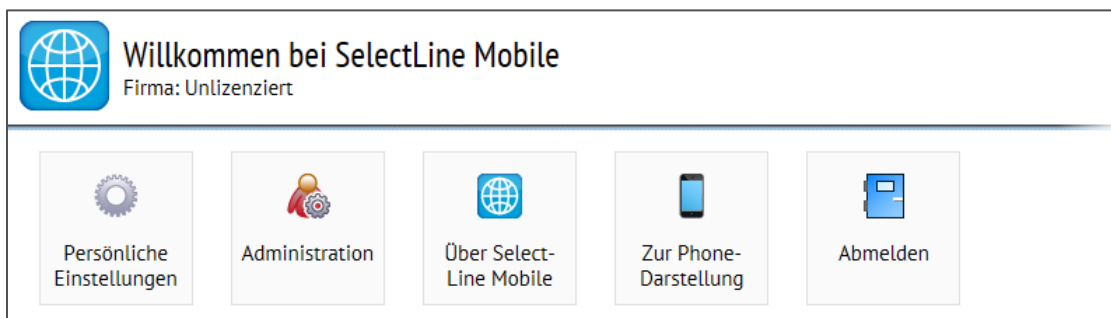 Willkommen bei SelectLine Mobile
Firma: Unlizenziert
Persönliche
Einstellungen
Administration
Über Select-
Line Mobile
Zur Phone-
Darstellung
Abmelden